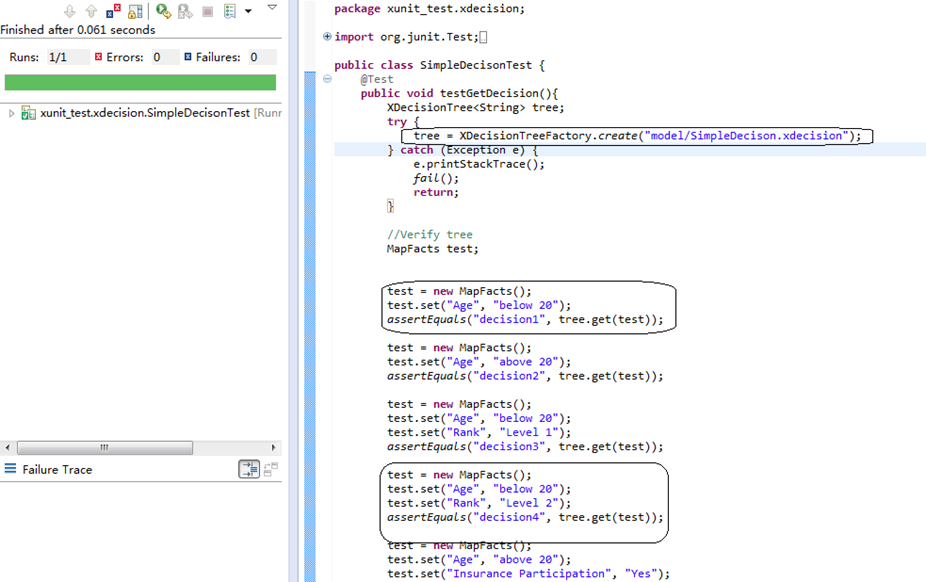 Finished after 0.061 seconds
Runs: 1/1 Errors: 0 Failures: 0
xunit_test.xdecision.SimpleDecisonTest [Runr
Failure Trace
package xunit_test.xdecision;
import org.junit.Test;
public class SimpleDecisonTest {
@Test
public void testGetDecision(){
XDecisionTree<String> tree;
try {
tree = XDecisionTreeFactory.create("model/SimpleDecison.xdecision");
} catch (Exception e) {
e.printStackTrace();
fail();
return;
}
//Verify tree
MapFacts test;
test = new MapFacts();
test.set("Age", "below 20");
assertEquals("decision1", tree.get(test));
test = new MapFacts();
test.set("Age", "above 20");
assertEquals("decision2", tree.get(test));
test = new MapFacts();
test.set("Age", "below 20");
test.set("Rank", "Level 1");
assertEquals("decision3", tree.get(test));
test = new MapFacts();
test.set("Age", "below 20");
test.set("Rank", "Level 2");
assertEquals("decision4", tree.get(test));
test = new MapFacts();
test.set("Age", "above 20");
test.set("Insurance Participation", "Yes");